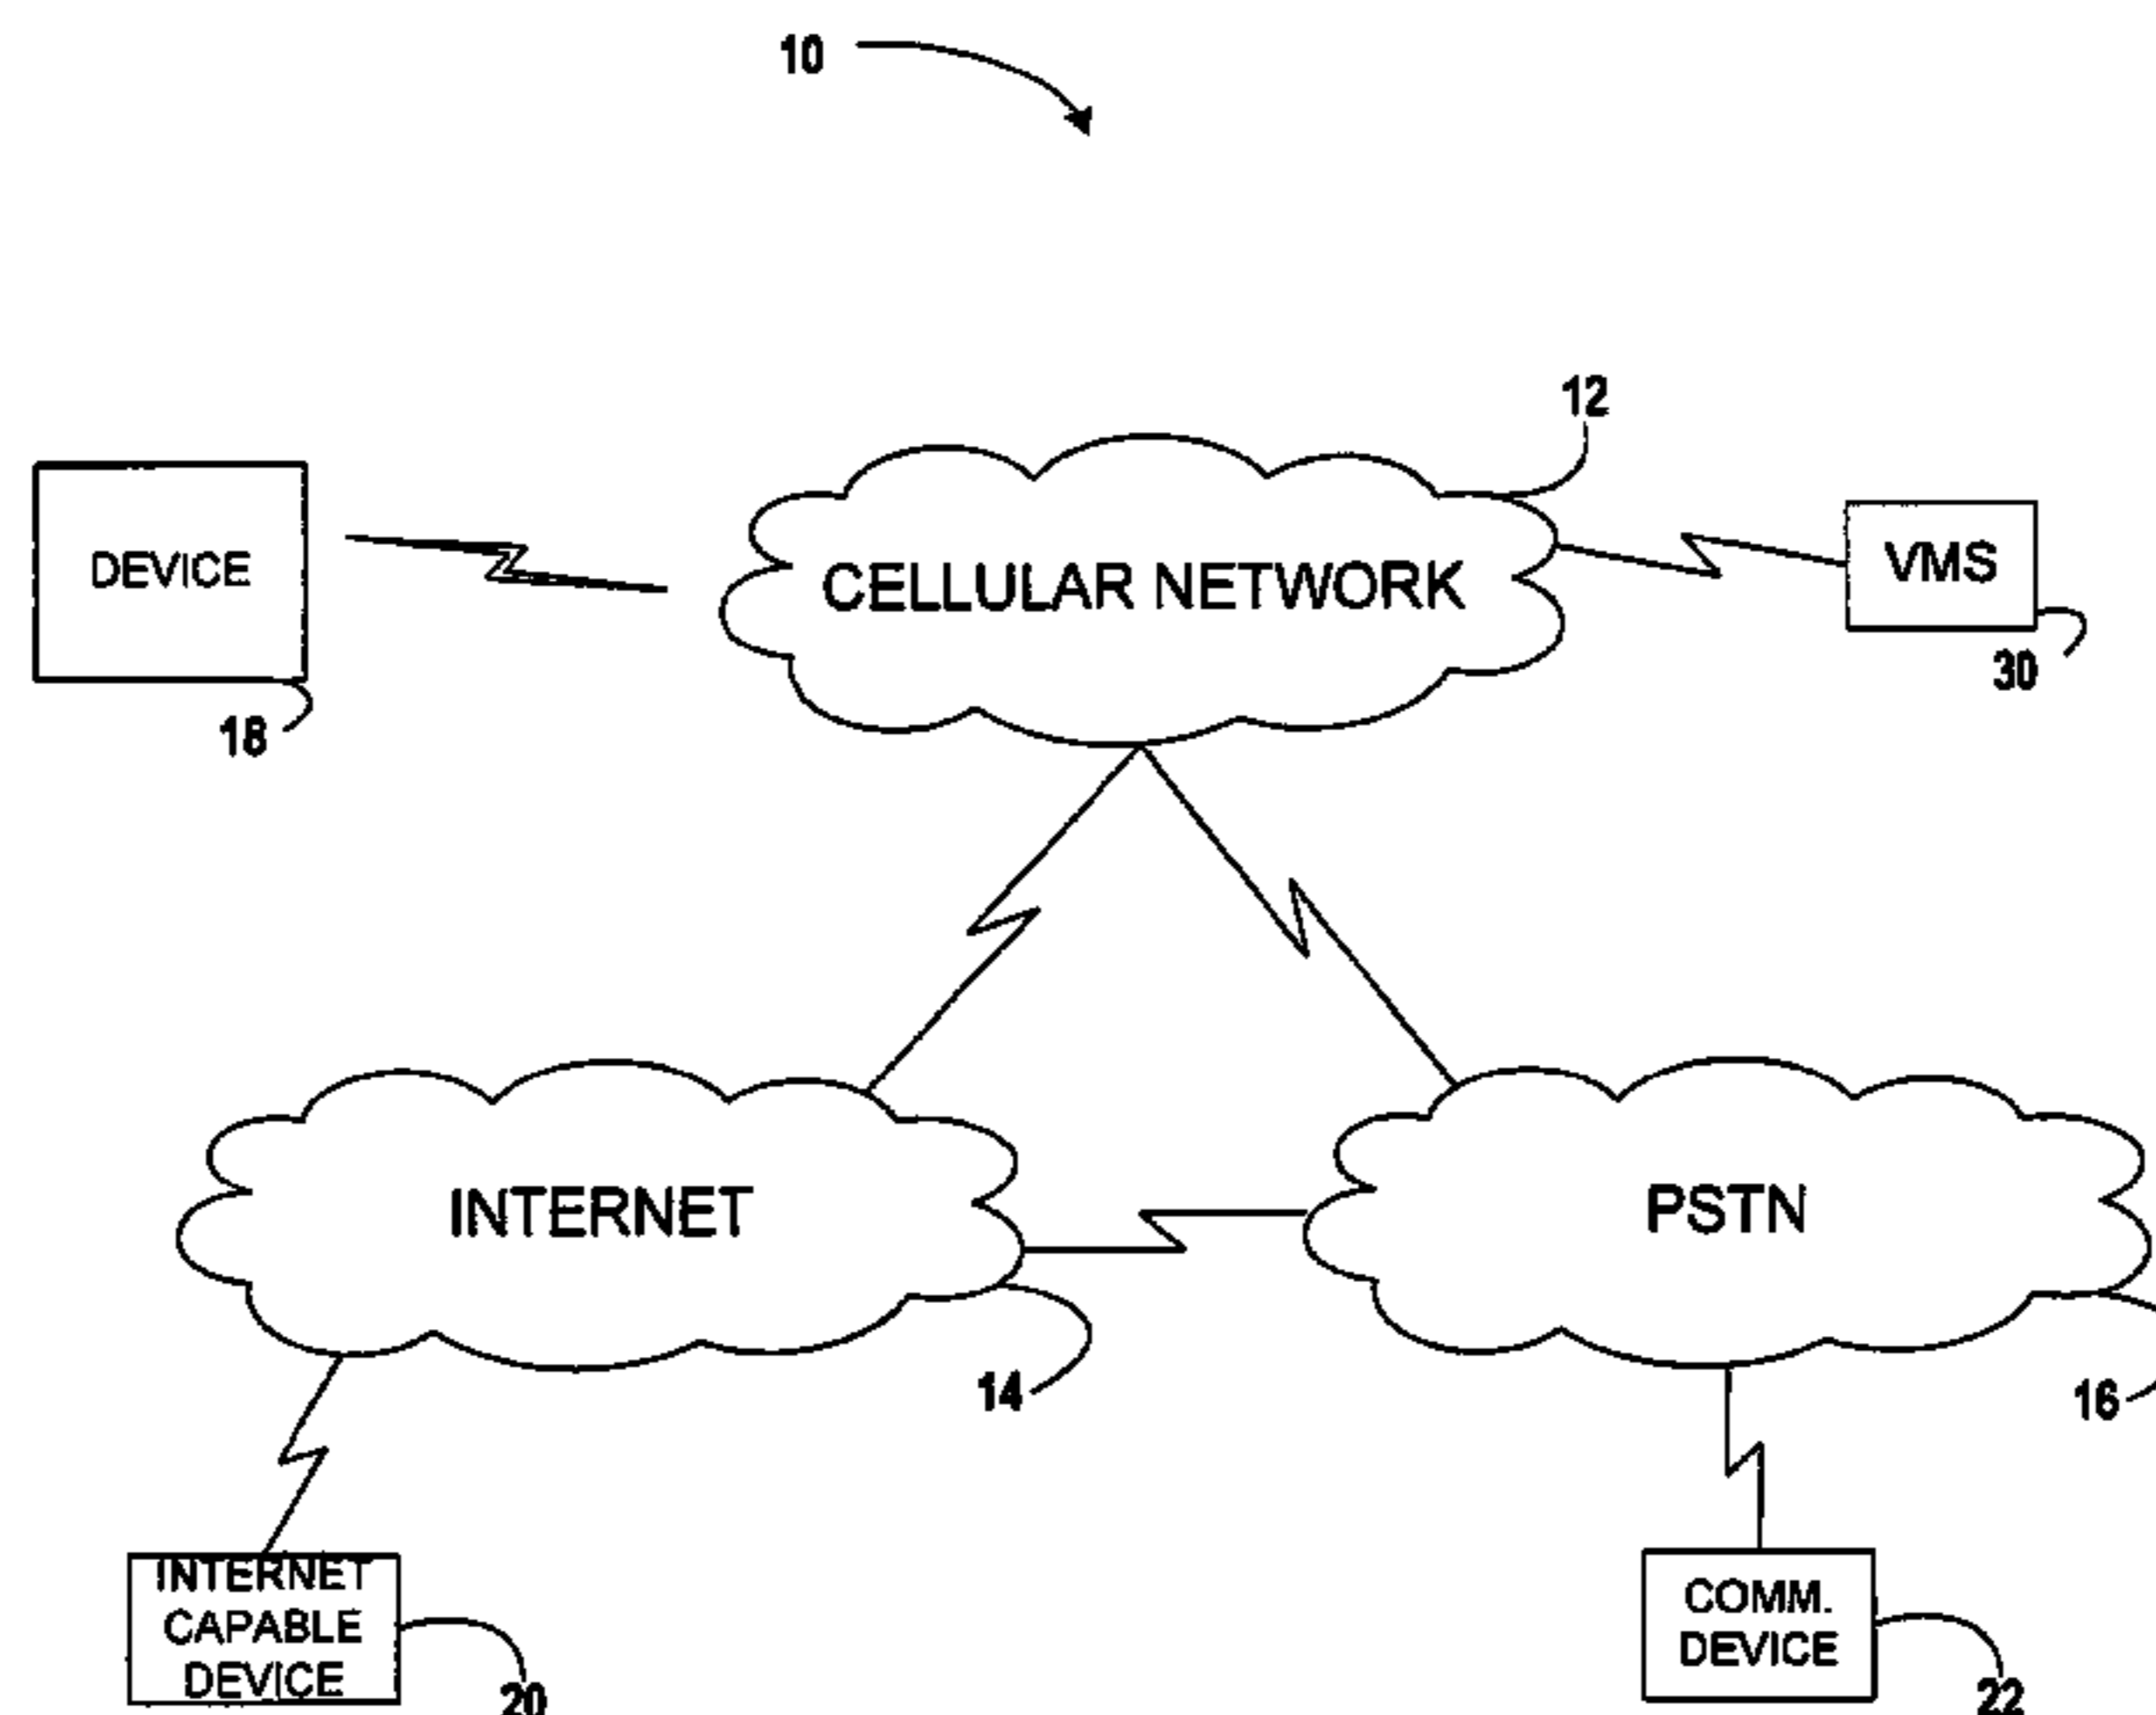 10
12
DEVICE
CELLULAR NETWORK
VMS
30
18
INTERNET
PSTN
14
16
INTERNET
CAPABLE
DEVICE
20
COMM.
DEVICE
22